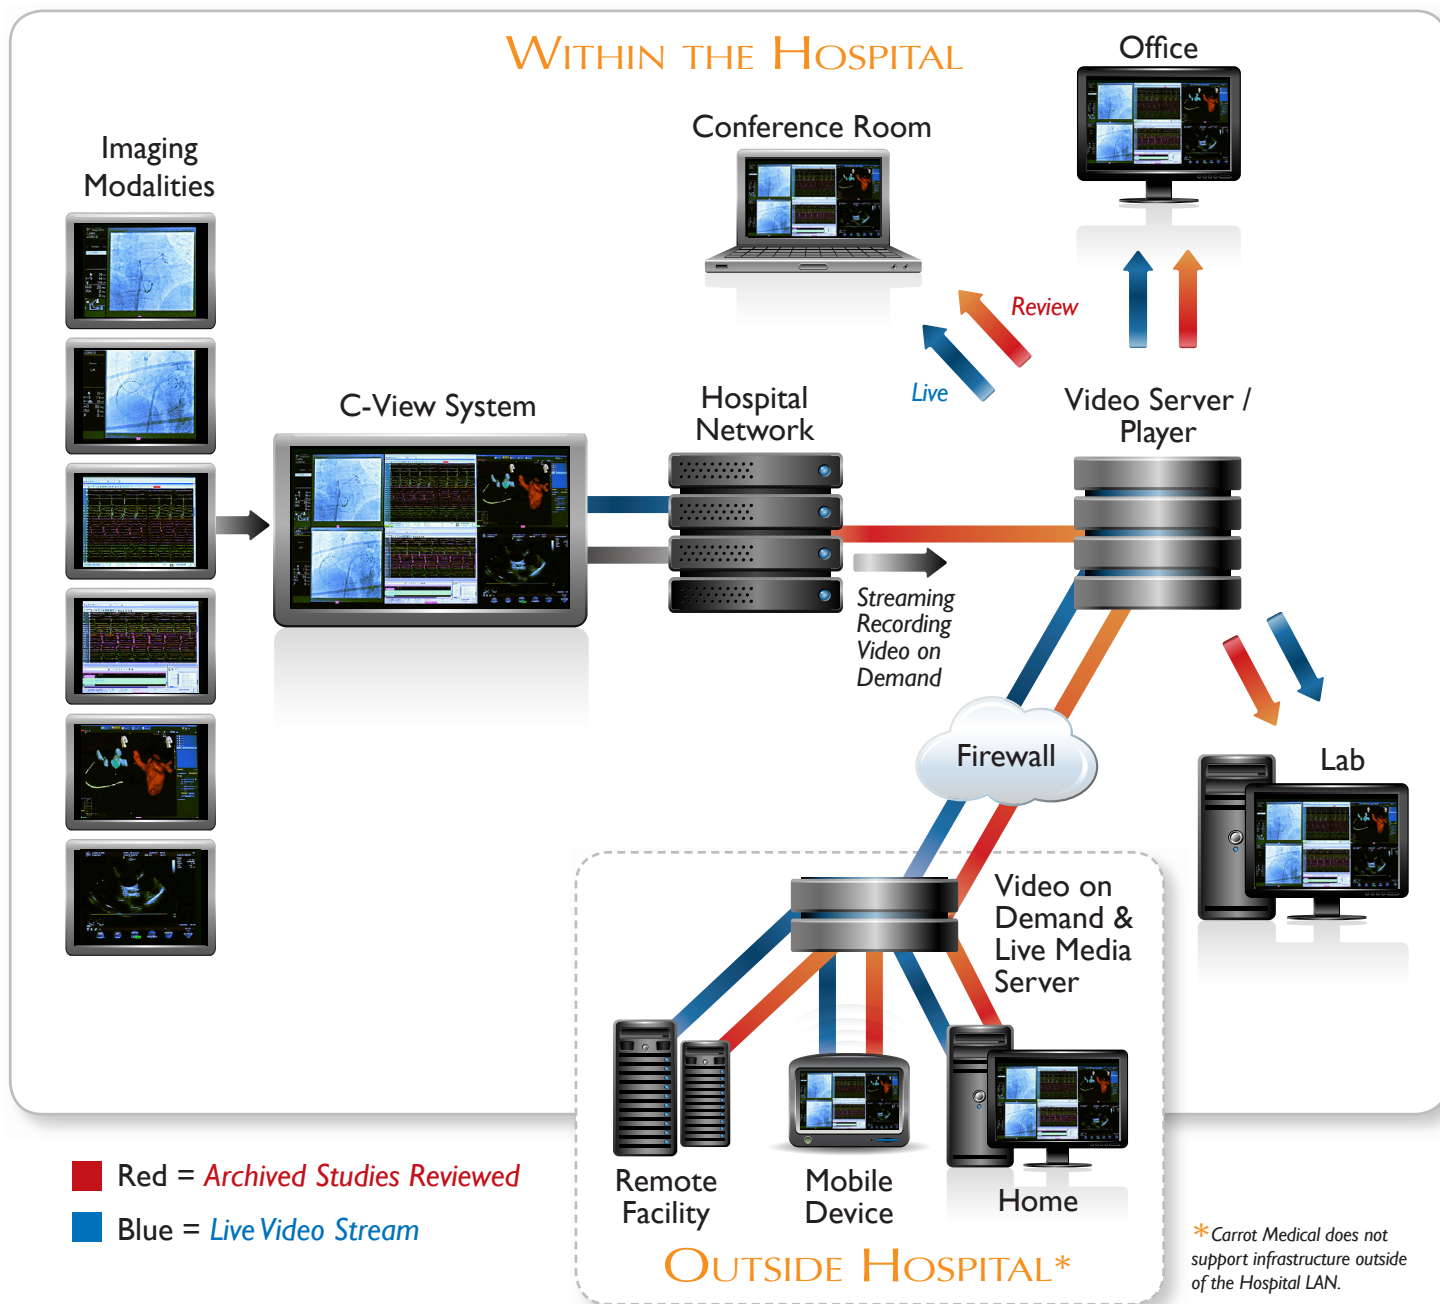 WITHIN THE HOSPITAL
Office
Conference Room
Imaging
Modalities
Review
Live
C-View System
Hospital
Network
Video Server /
Player
Streaming
Recording
Video on
Demand
Firewall
Lab
Video on
Demand &
Live Media
Server
Remote
Facility
Mobile
Device
Home
OUTSIDE HOSPITAL*
Red = Archived Studies Reviewed
Blue = Live Video Stream
*Carrot Medical does not
support infrastructure outside
of the Hospital LAN.